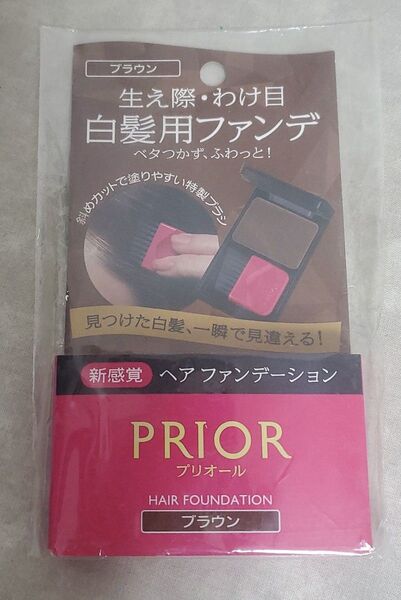 ブラウン
生え際・わけ目
白髪用ファンデ
ベタつかず、ふわっと!
斜めカットで塗りやすい特製ブラシ
見つけた白髪、一瞬で見違える!
新感覚 ヘア ファンデーション
PRIOR
プリオール
HAIR FOUNDATION
ブラウン